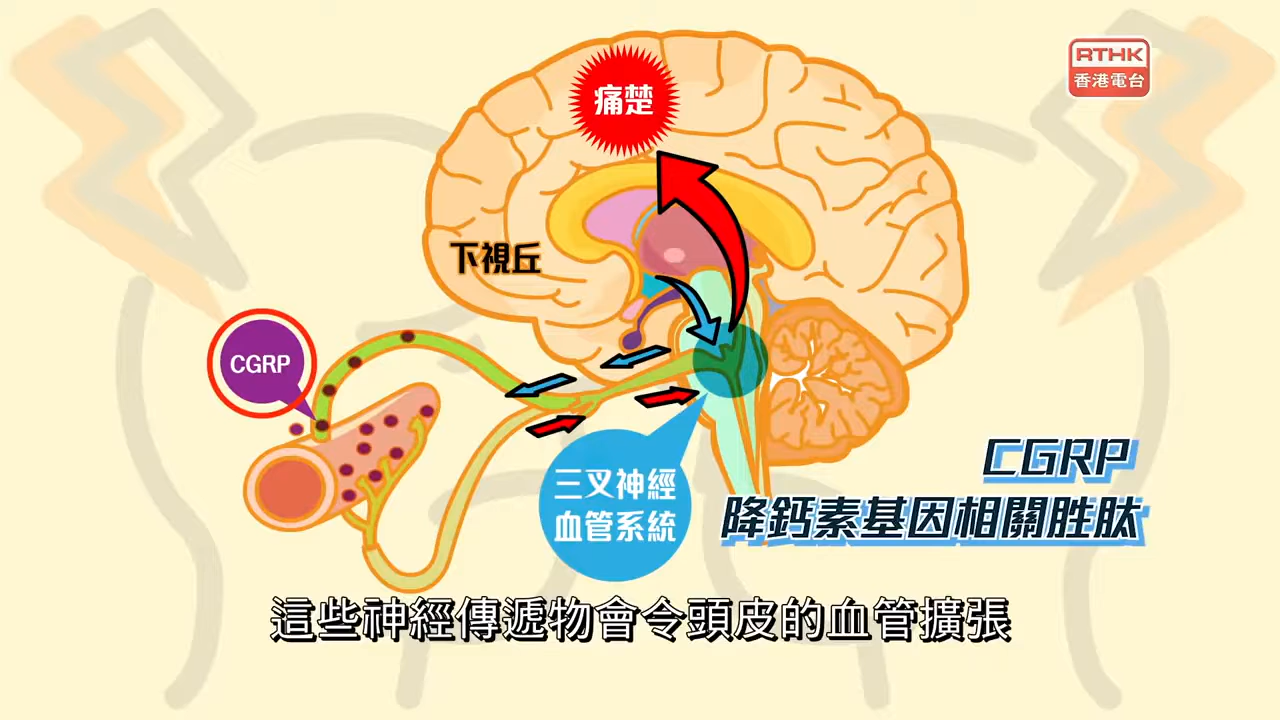 RTHK
香港電台
痛楚
下視丘
CGRP
三叉神經
血管系統
CGRP
降鈣素基因相關胜肽
這些神經傳遞物會令頭皮的血管擴張